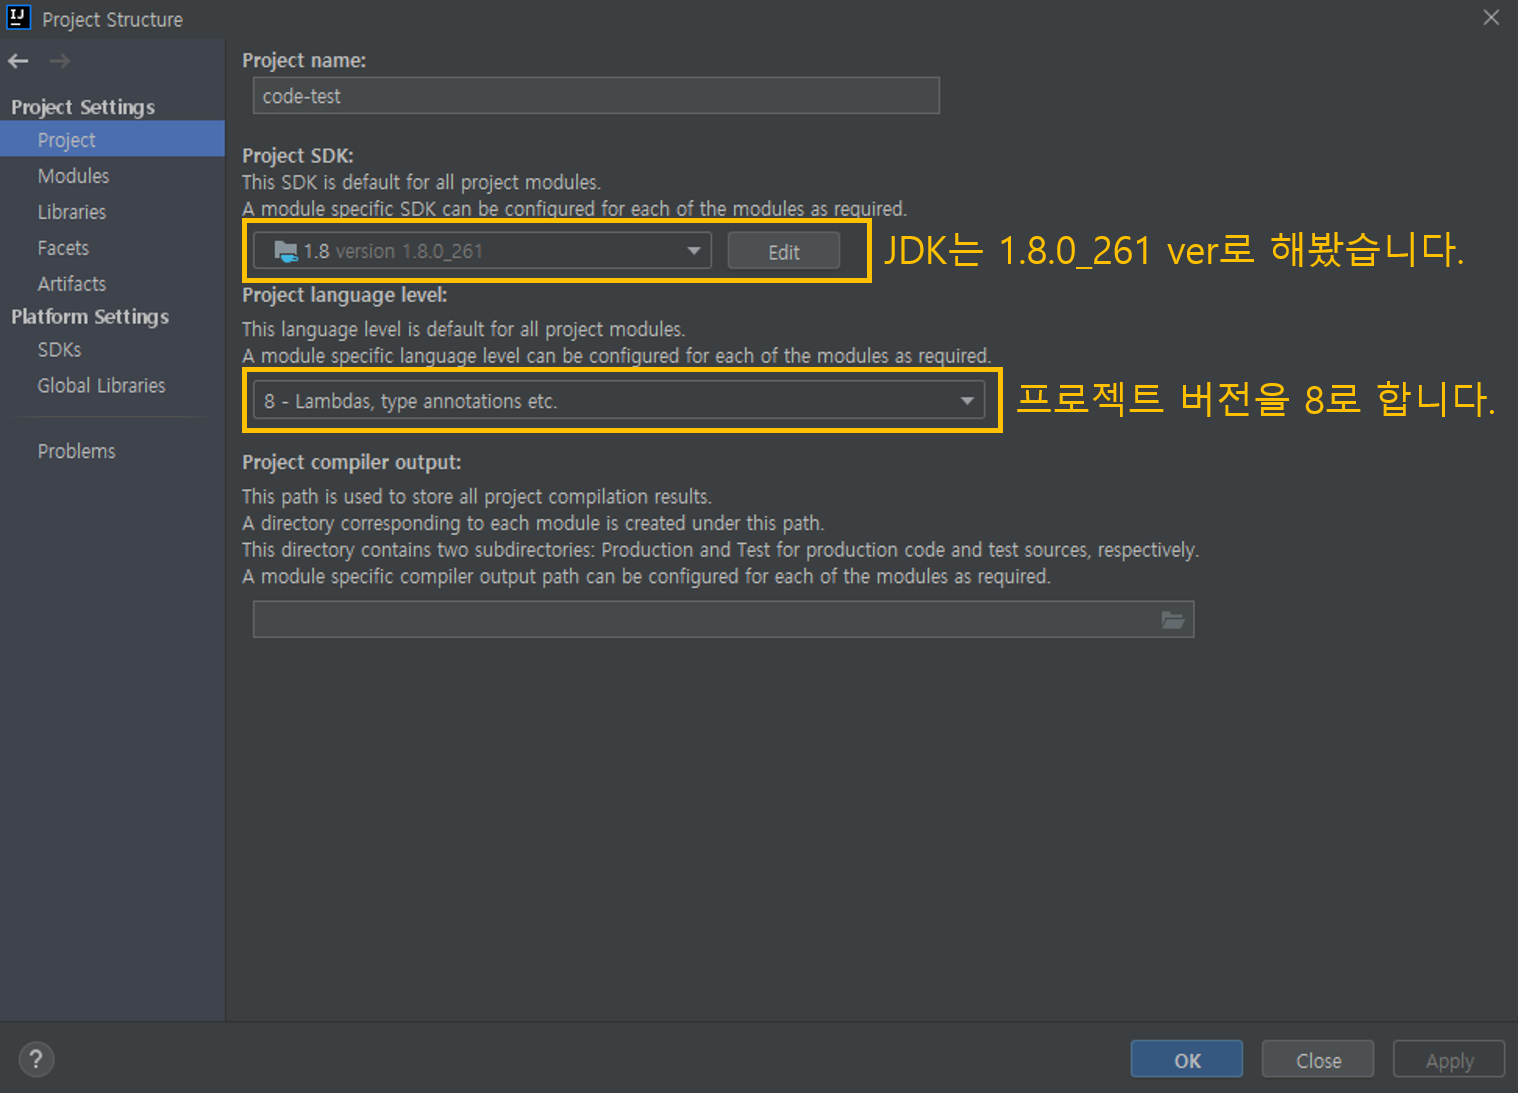 IJ
Project Structure
Project Settings
Project
Modules
Libraries
Facets
Artifacts
Platform Settings
SDKs
Global Libraries
Problems
Project name:
code-test
Project SDK:
This SDK is default for all project modules.
A module specific SDK can be configured for each of the modules as required.
1.8 version 1.8.0_261
Edit
JDK는 1.8.0_261 ver로 해봤습니다.
Project language level:
This language level is default for all project modules.
A module specific language level can be configured for each of the modules as required.
8 - Lambdas, type annotations etc.
프로젝트 버전을 8로 합니다.
Project compiler output:
This path is used to store all project compilation results.
A directory corresponding to each module is created under this path.
This directory contains two subdirectories: Production and Test for production code and test sources, respectively.
A module specific compiler output path can be configured for each of the modules as required.
?
OK
Close
Apply